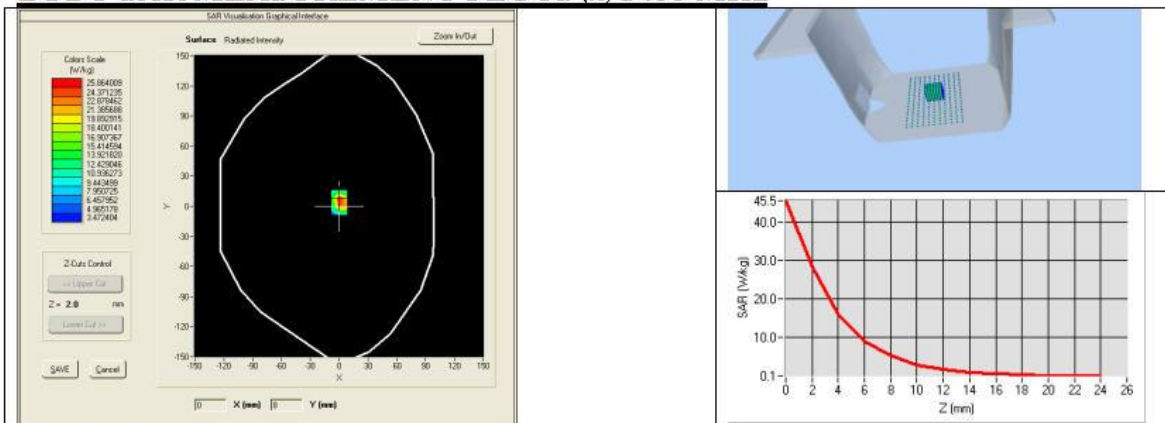 SAR Visualisation Graphical Interface
Surface Radiated Intensity
Zoom In/Out
Colors Scale
(W/kg)
25.864009
24.371235
22.878462
21.385688
19.892915
18.400141
16.907367
15.414594
13.921820
12.429046
10.936273
9.443499
7.950725
6.457952
4.965178
3.472404
Z-Cuts Control
<< Upper Cut
Z = 2.0 mm
Lower Cut >>
SAVE Cancel
150
120
90
60
30
0
-30
-60
-90
-120
-150
Y
-150 -120 -90 -60 -30 0 30 60 90 120 150
X
0 X (mm) 8 Y (mm)
45.5
40.0
30.0
20.0
10.0
0.1
SAR (W/kg)
0 2 4 6 8 10 12 14 16 18 20 22 24 26
Z (mm)